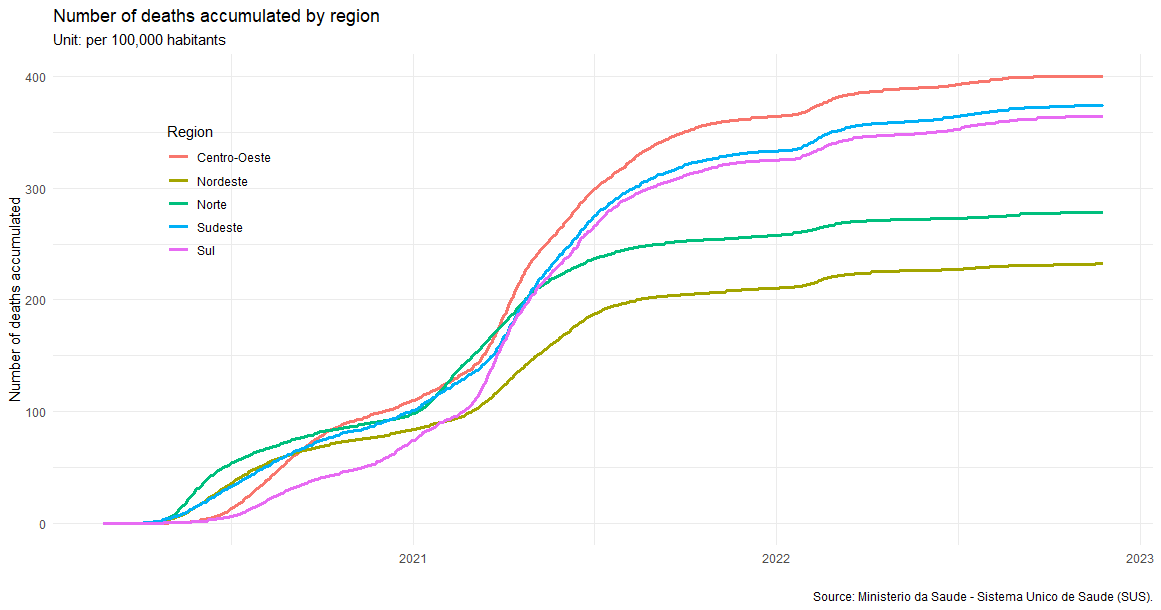 Number of deaths accumulated by region
Unit: per 100,000 habitants
Number of deaths accumulated
400
300
200
100
0
Region
Centro-Oeste
Nordeste
Norte
Sudeste
Sul
2021
2022
2023
Source: Ministerio da Saude - Sistema Unico de Saude (SUS).